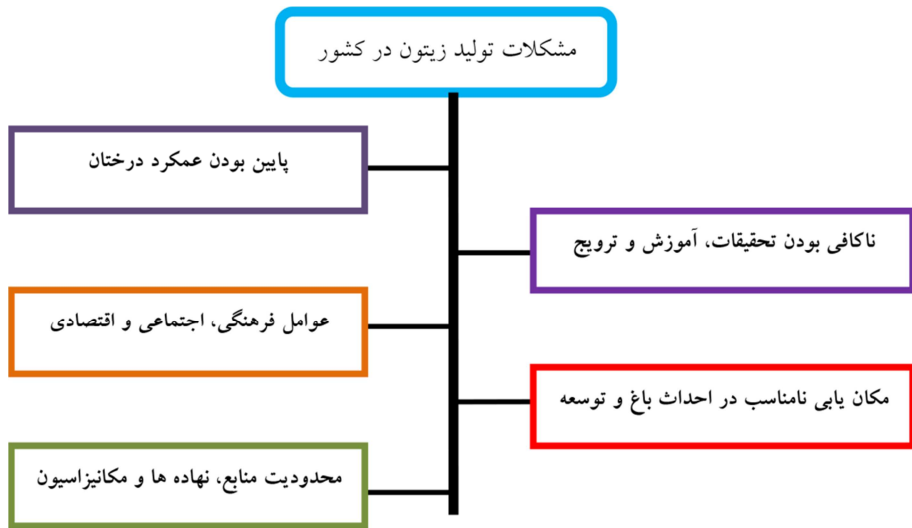 مشکلات تولید زیتون در کشور
پایین بودن عمکرد درختان
ناکافی بودن تحقیقات، آموزش و ترویج
عوامل فرهنگی، اجتماعی و اقتصادی
مکان یابی نامناسب در احداث باغ و توسعه
محدودیت منابع، نهاده ها و مکانیزاسیون